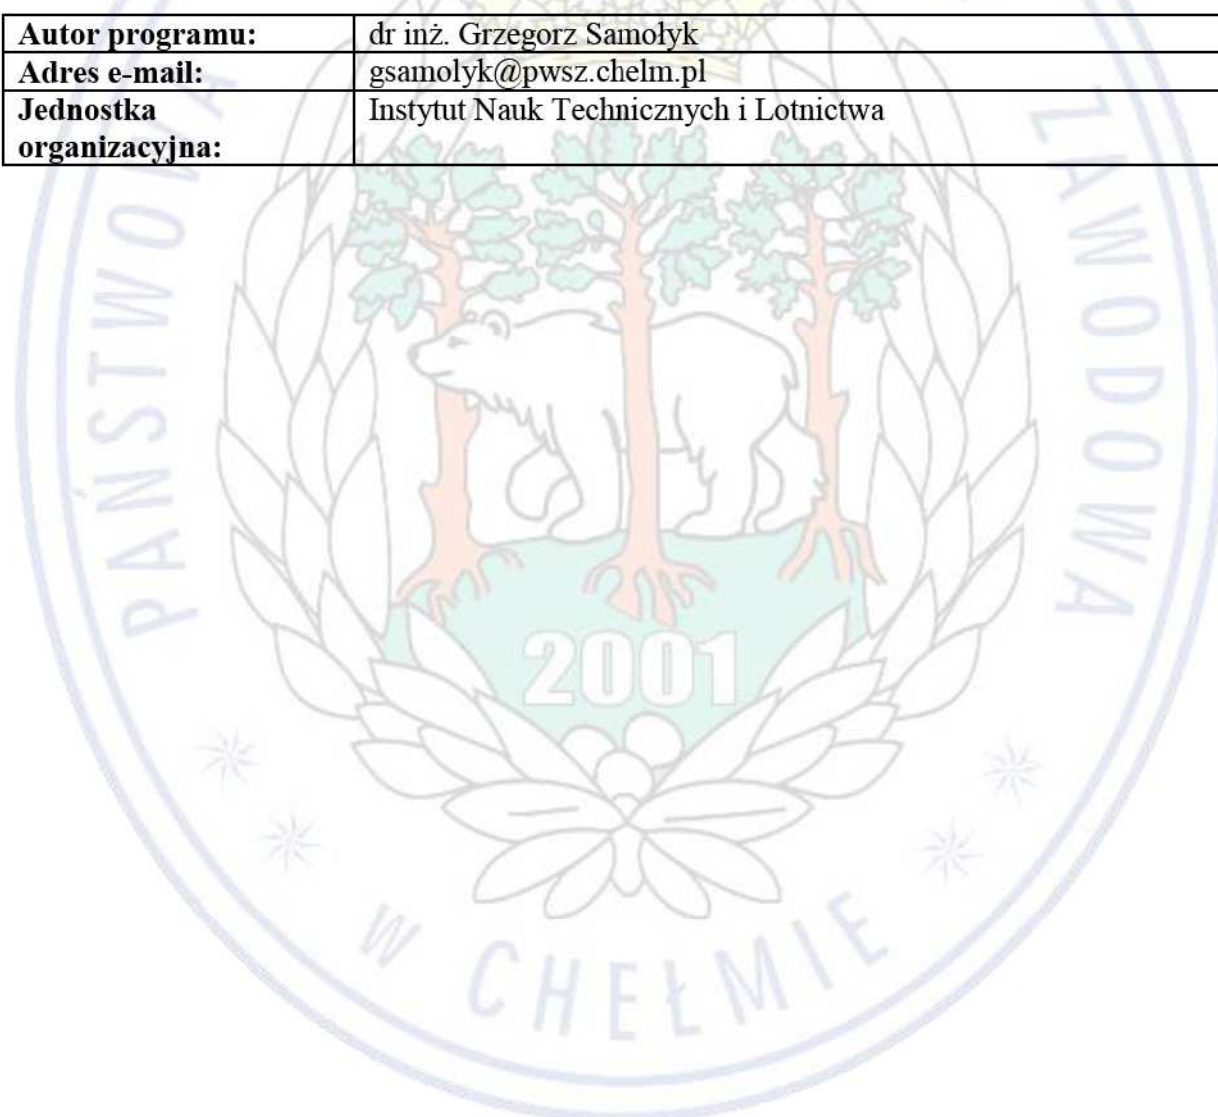 Autor programu: dr inż. Grzegorz Samołyk
Adres e-mail: gsamolyk@pwsz.chelm.pl
Jednostka organizacyjna: Instytut Nauk Technicznych i Lotnictwa
PAŃSTWOWA
ZAWODOWA
2001
W CHEŁMIE